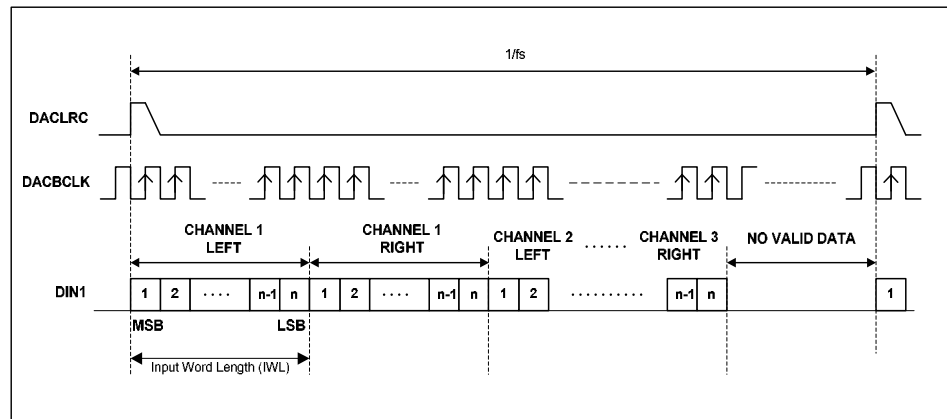 1/fs
DACLRC
DACBCLK
CHANNEL 1 LEFT
CHANNEL 1 RIGHT
CHANNEL 2 LEFT
......
CHANNEL 3 RIGHT
NO VALID DATA
DIN1
1 2 .... n-1 n 1 2 .... n-1 n 1 2 .......... n-1 n 1
MSB LSB
Input Word Length (IWL)